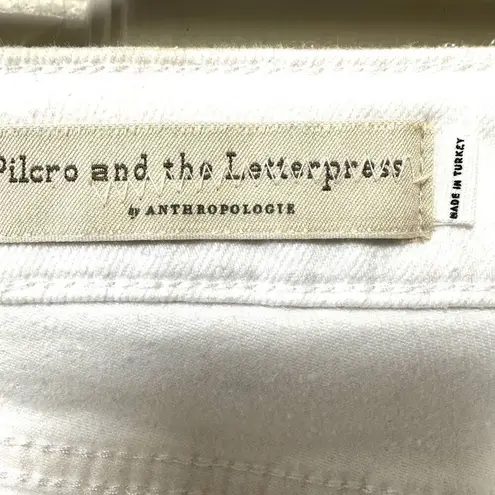 Pilcro and the Letterpress
by ANTHROPOLOGIE
MADE IN TURKEY